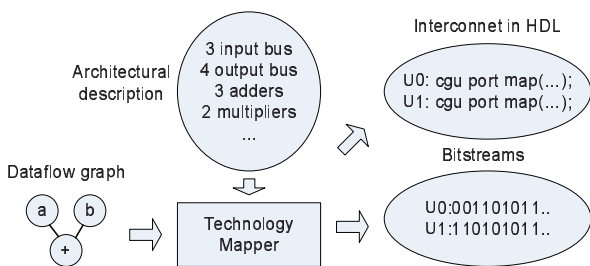 Architectural
description
3 input bus
4 output bus
3 adders
2 multipliers
...
Interconnet in HDL
U0: cgu port map(...);
U1: cgu port map(...);
Dataflow graph
a
b
+
Technology
Mapper
Bitstreams
U0:001101011..
U1:110101011..